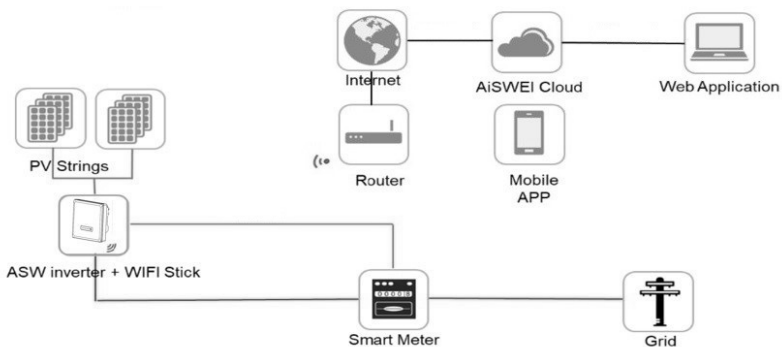 Internet
AiSWEI Cloud
Web Application
PV Strings
Router
Mobile
APP
ASW inverter + WIFI Stick
Smart Meter
Grid